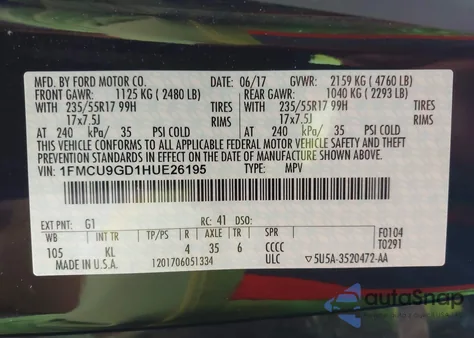 MFD. BY FORD MOTOR CO. DATE: 06/17 GVWR: 2159 KG (4760 LB)
FRONT GAWR: 1125 KG (2480 LB) REAR GAWR: 1040 KG (2293 LB)
WITH 235/55R17 99H TIRES WITH 235/55R17 99H TIRES
17x7.5J RIMS 17x7.5J RIMS
AT 240 kPa/ 35 PSI COLD AT 240 kPa/ 35 PSI COLD
THIS VEHICLE CONFORMS TO ALL APPLICABLE FEDERAL MOTOR VEHICLE SAFETY AND THEFT
PREVENTION STANDARDS IN EFFECT ON THE DATE OF MANUFACTURE SHOWN ABOVE.
VIN: 1FMCU9GD1HUE26195 TYPE: MPV
EXT PNT: G1 RC: 41 DSO: F0104
WB INT TR TP/PS R AXLE TR SPR T0291
105 KL 4 35 6 CCCC
MADE IN U.S.A. 1201706051334 ULC ▽5U5A-3520472-AA
autoSnap